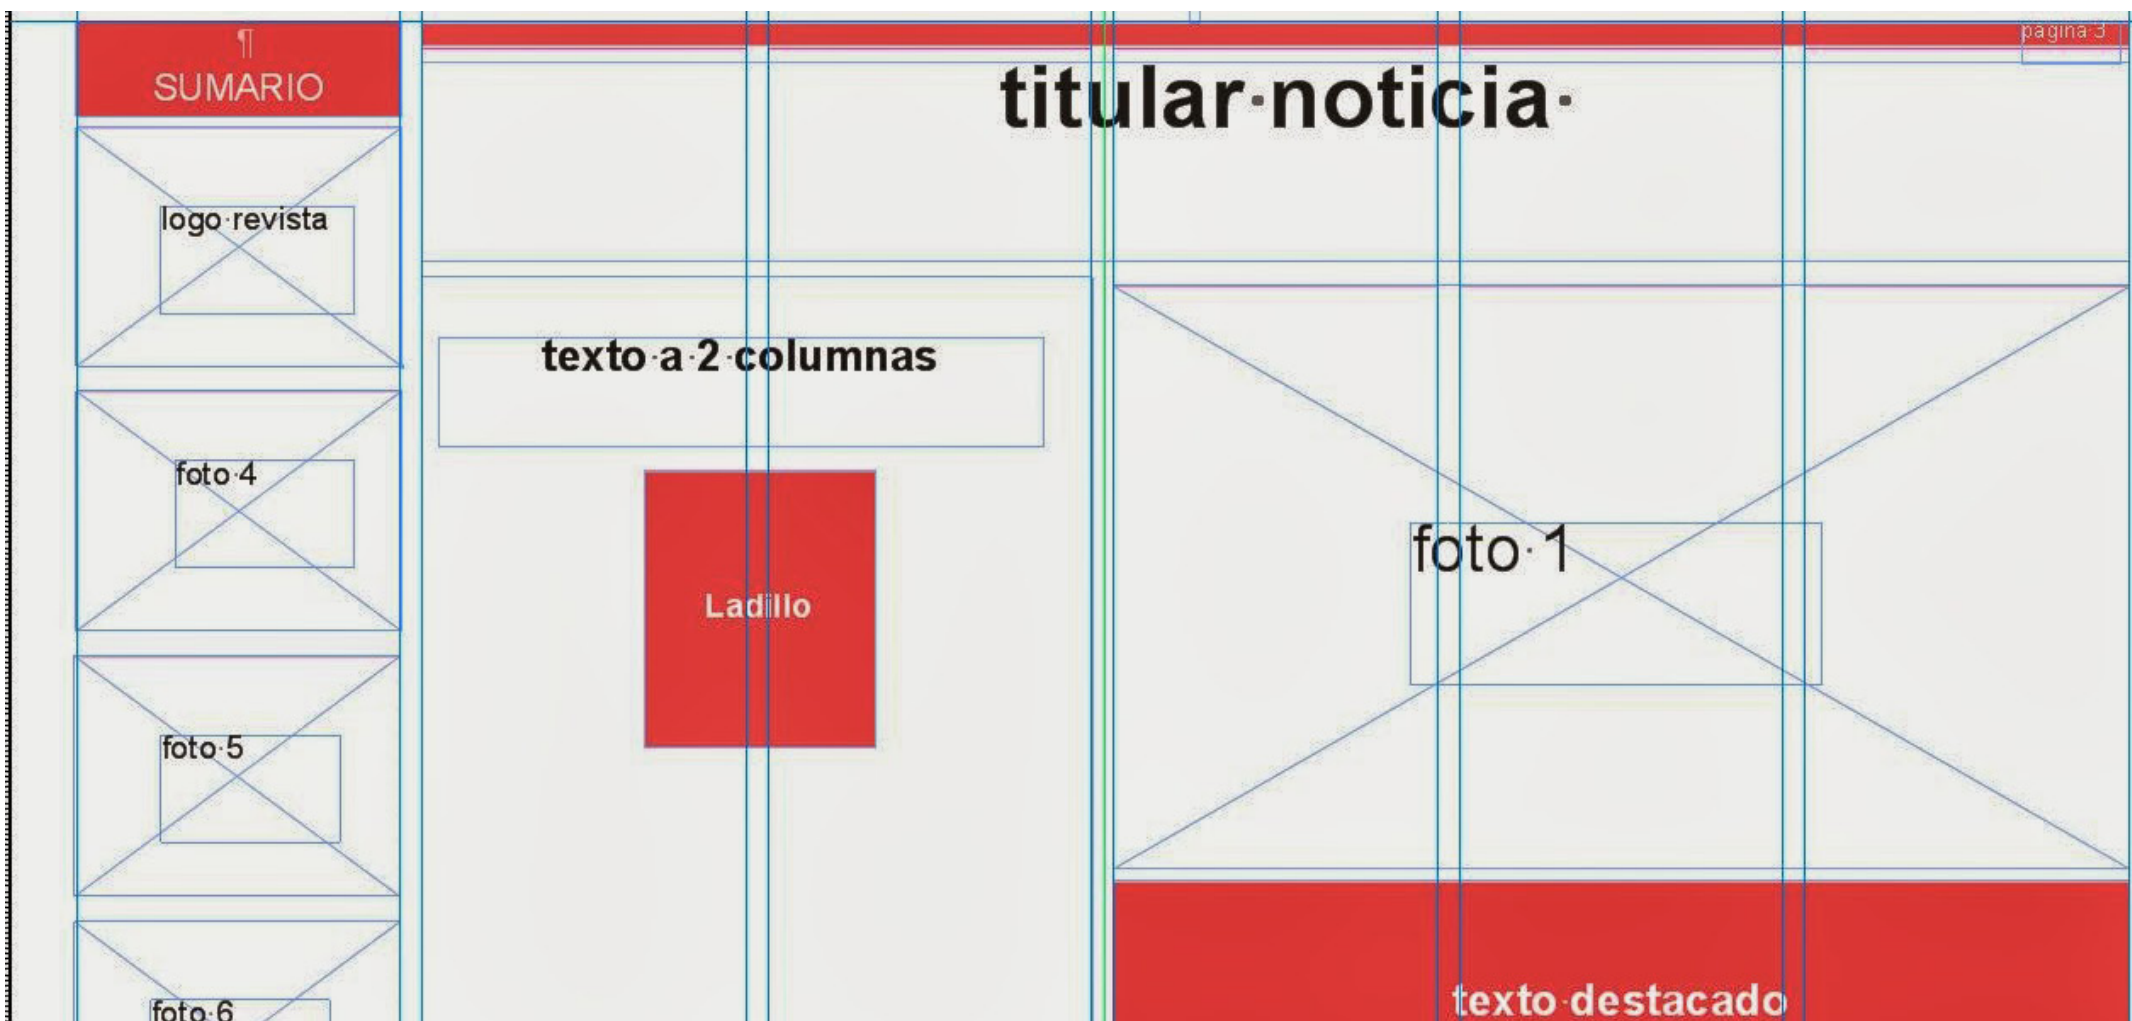 ¶
SUMARIO
logo revista
foto 4
foto 5
foto 6
pagina 3
titular noticia
texto a 2 columnas
Ladillo
foto 1
texto destacado